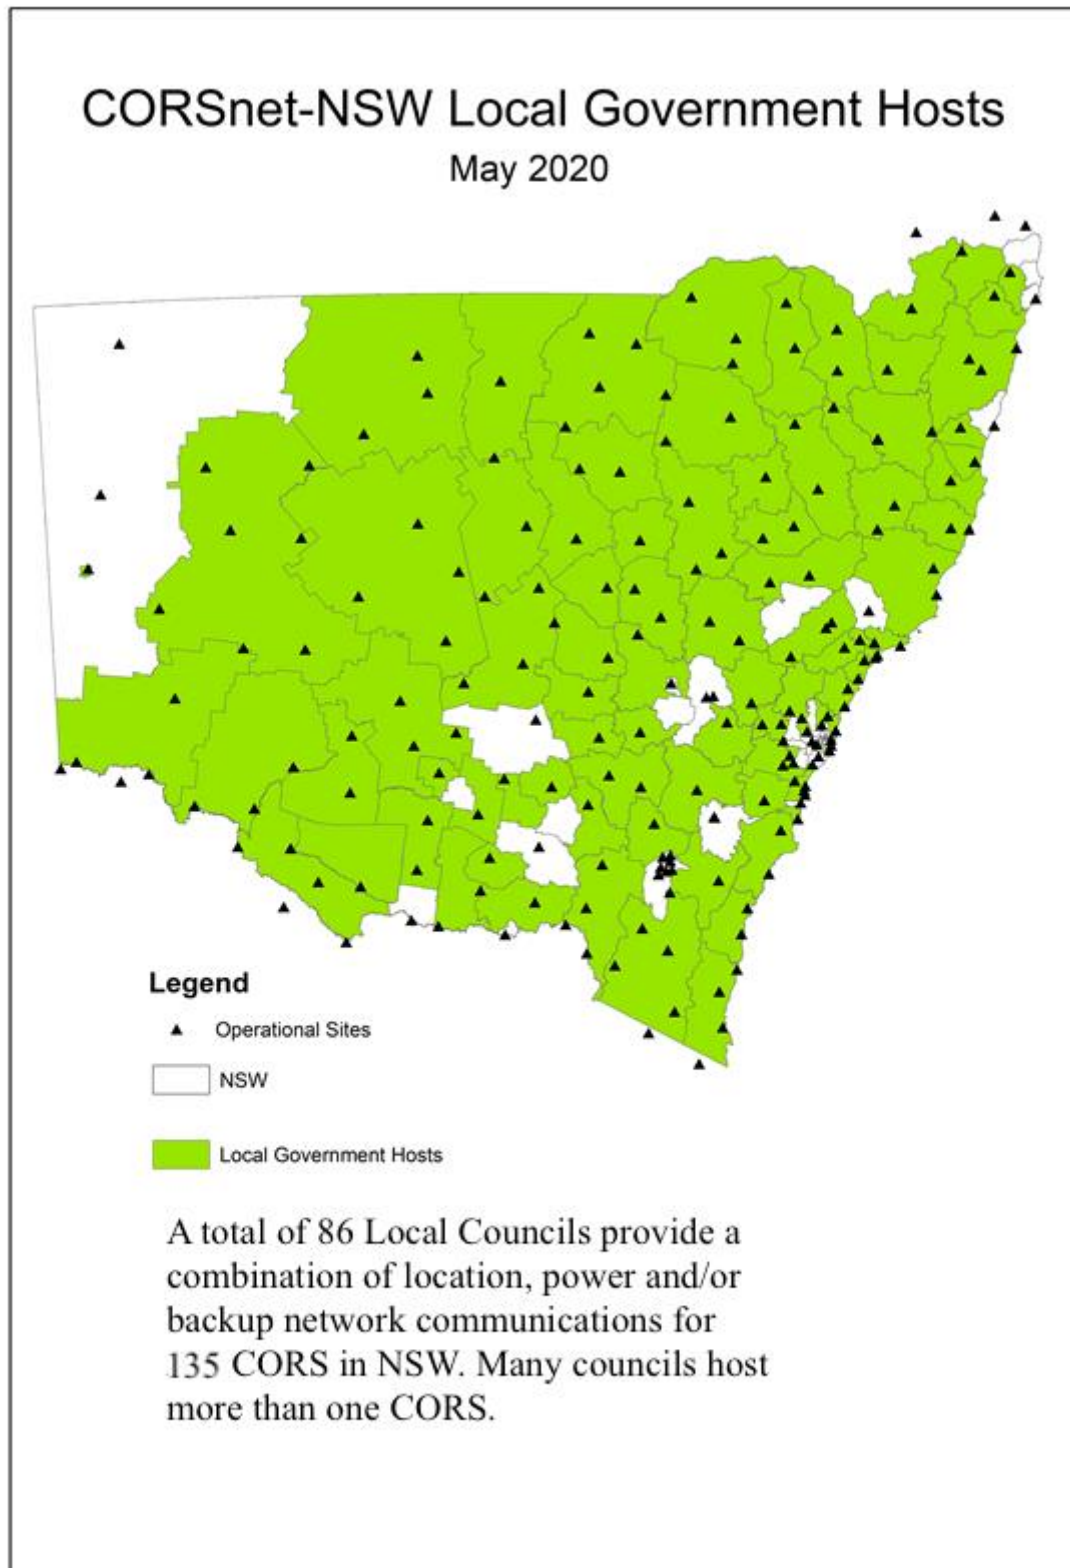 CORSnet-NSW Local Government Hosts
May 2020
Legend
Operational Sites
NSW
Local Government Hosts
A total of 86 Local Councils provide a
combination of location, power and/or
backup network communications for
135 CORS in NSW. Many councils host
more than one CORS.